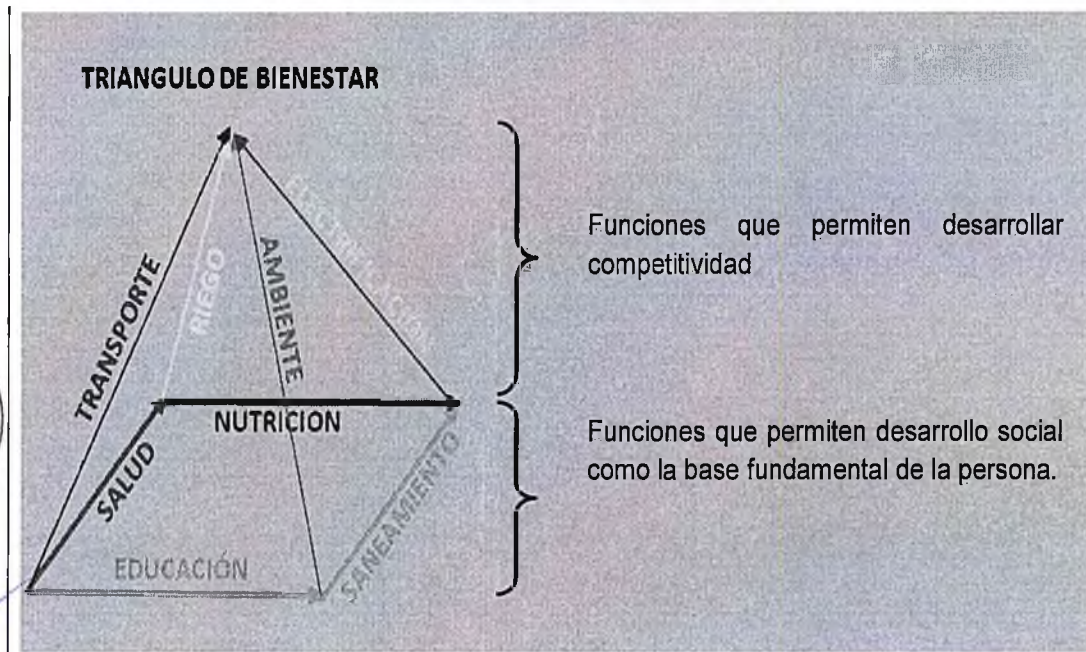 TRIANGULO DE BIENESTAR
TRANSPORTE
RIEGO
AMBIENTE
Funciones que permiten desarrollar
competitividad
NUTRICION
SALUD
Funciones que permiten desarrollo social
como la base fundamental de la persona.
EDUCACIÓN
SANEAMIENTO